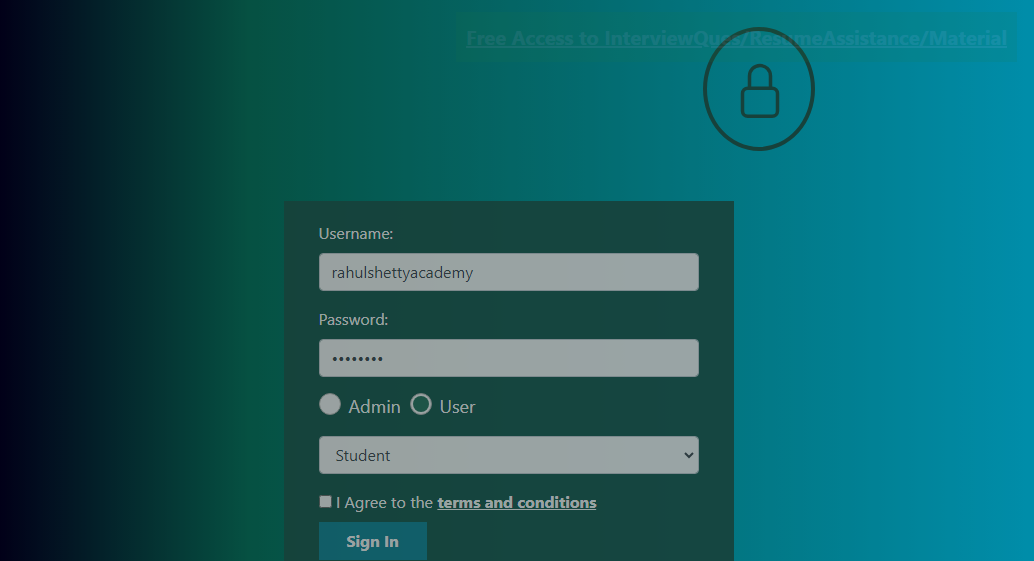 Free Access to InterviewQues/ResumeAssistance/Material
Username:
rahulshettyacademy
Password:
••••••••
Admin User
Student
I Agree to the terms and conditions
Sign In